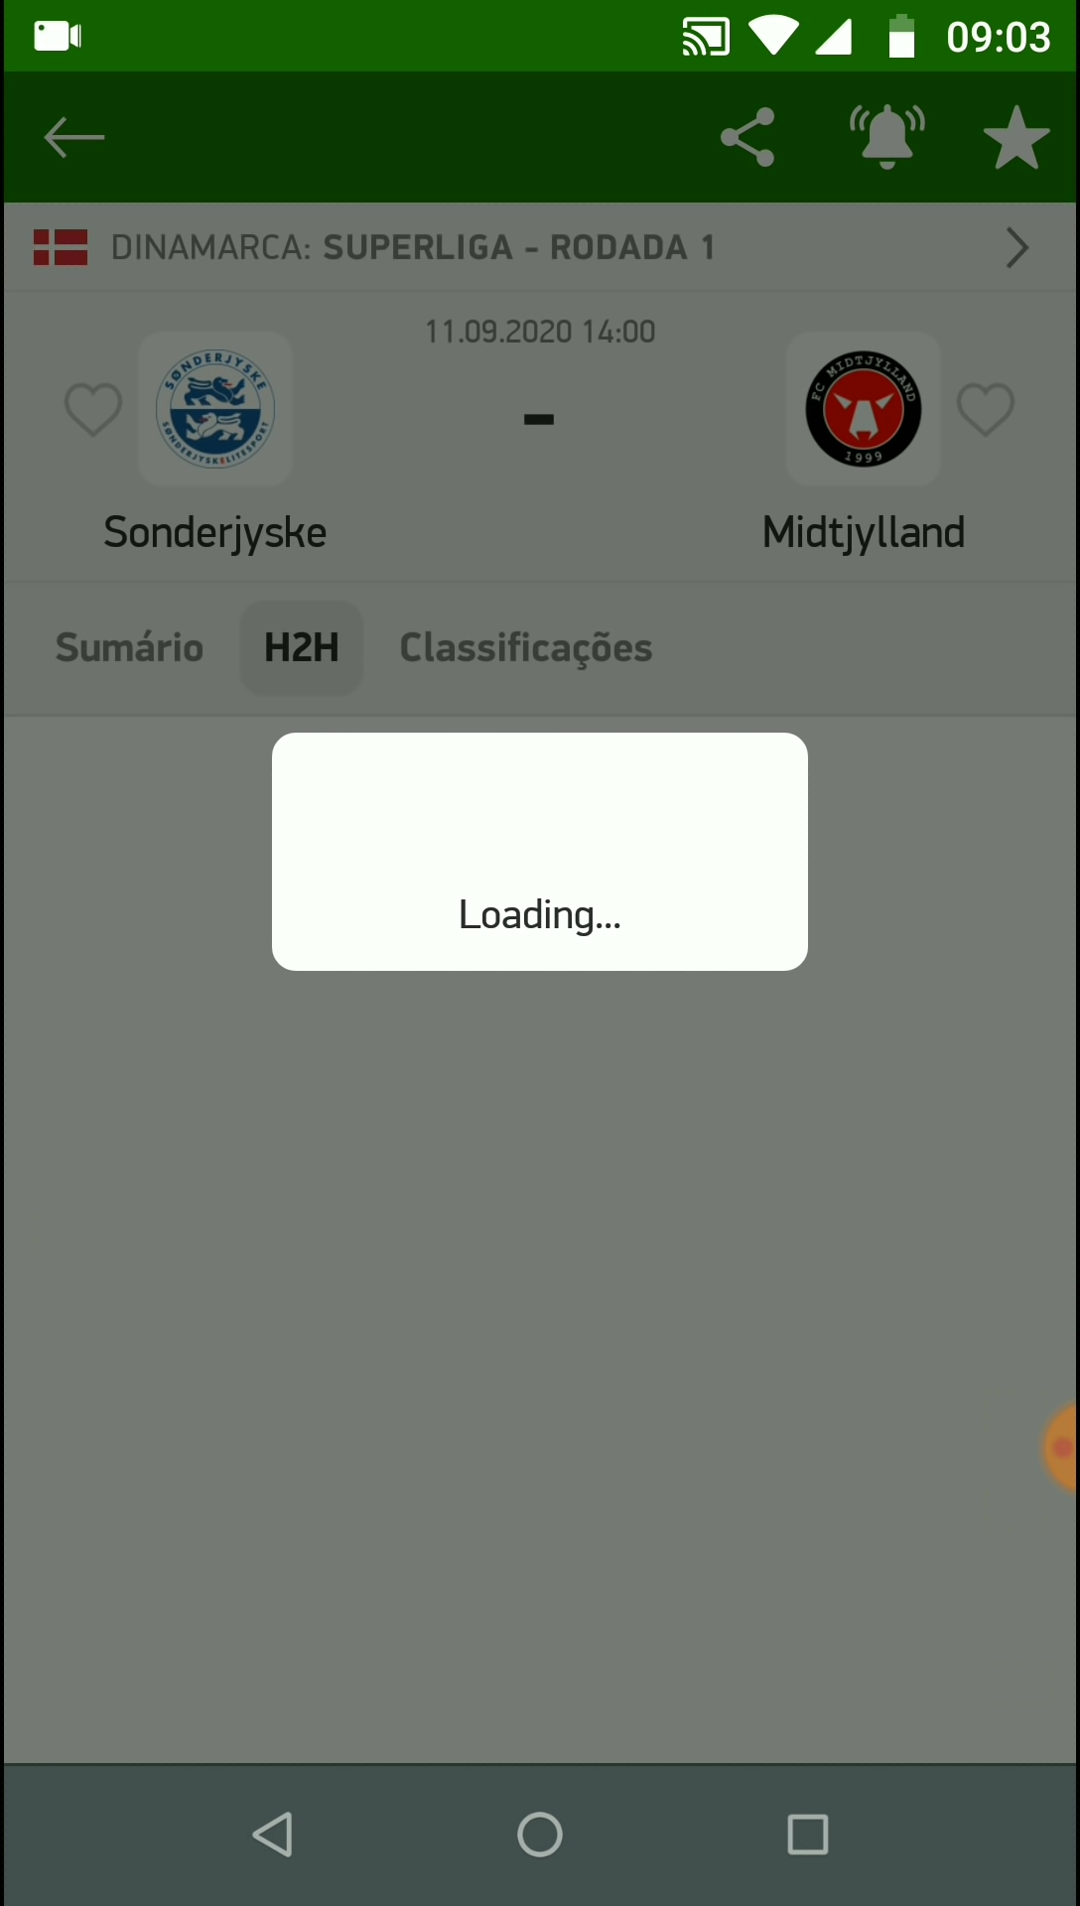 09:03
DINAMARCA: SUPERLIGA - RODADA 1
11.09.2020 14:00
SØNDERJYSKE
SØNDERJYSKELITESPORT
FC MIDTJYLLAND
1999
-
Sonderjyske
Midtjylland
Sumário
H2H
Classificações
Loading...